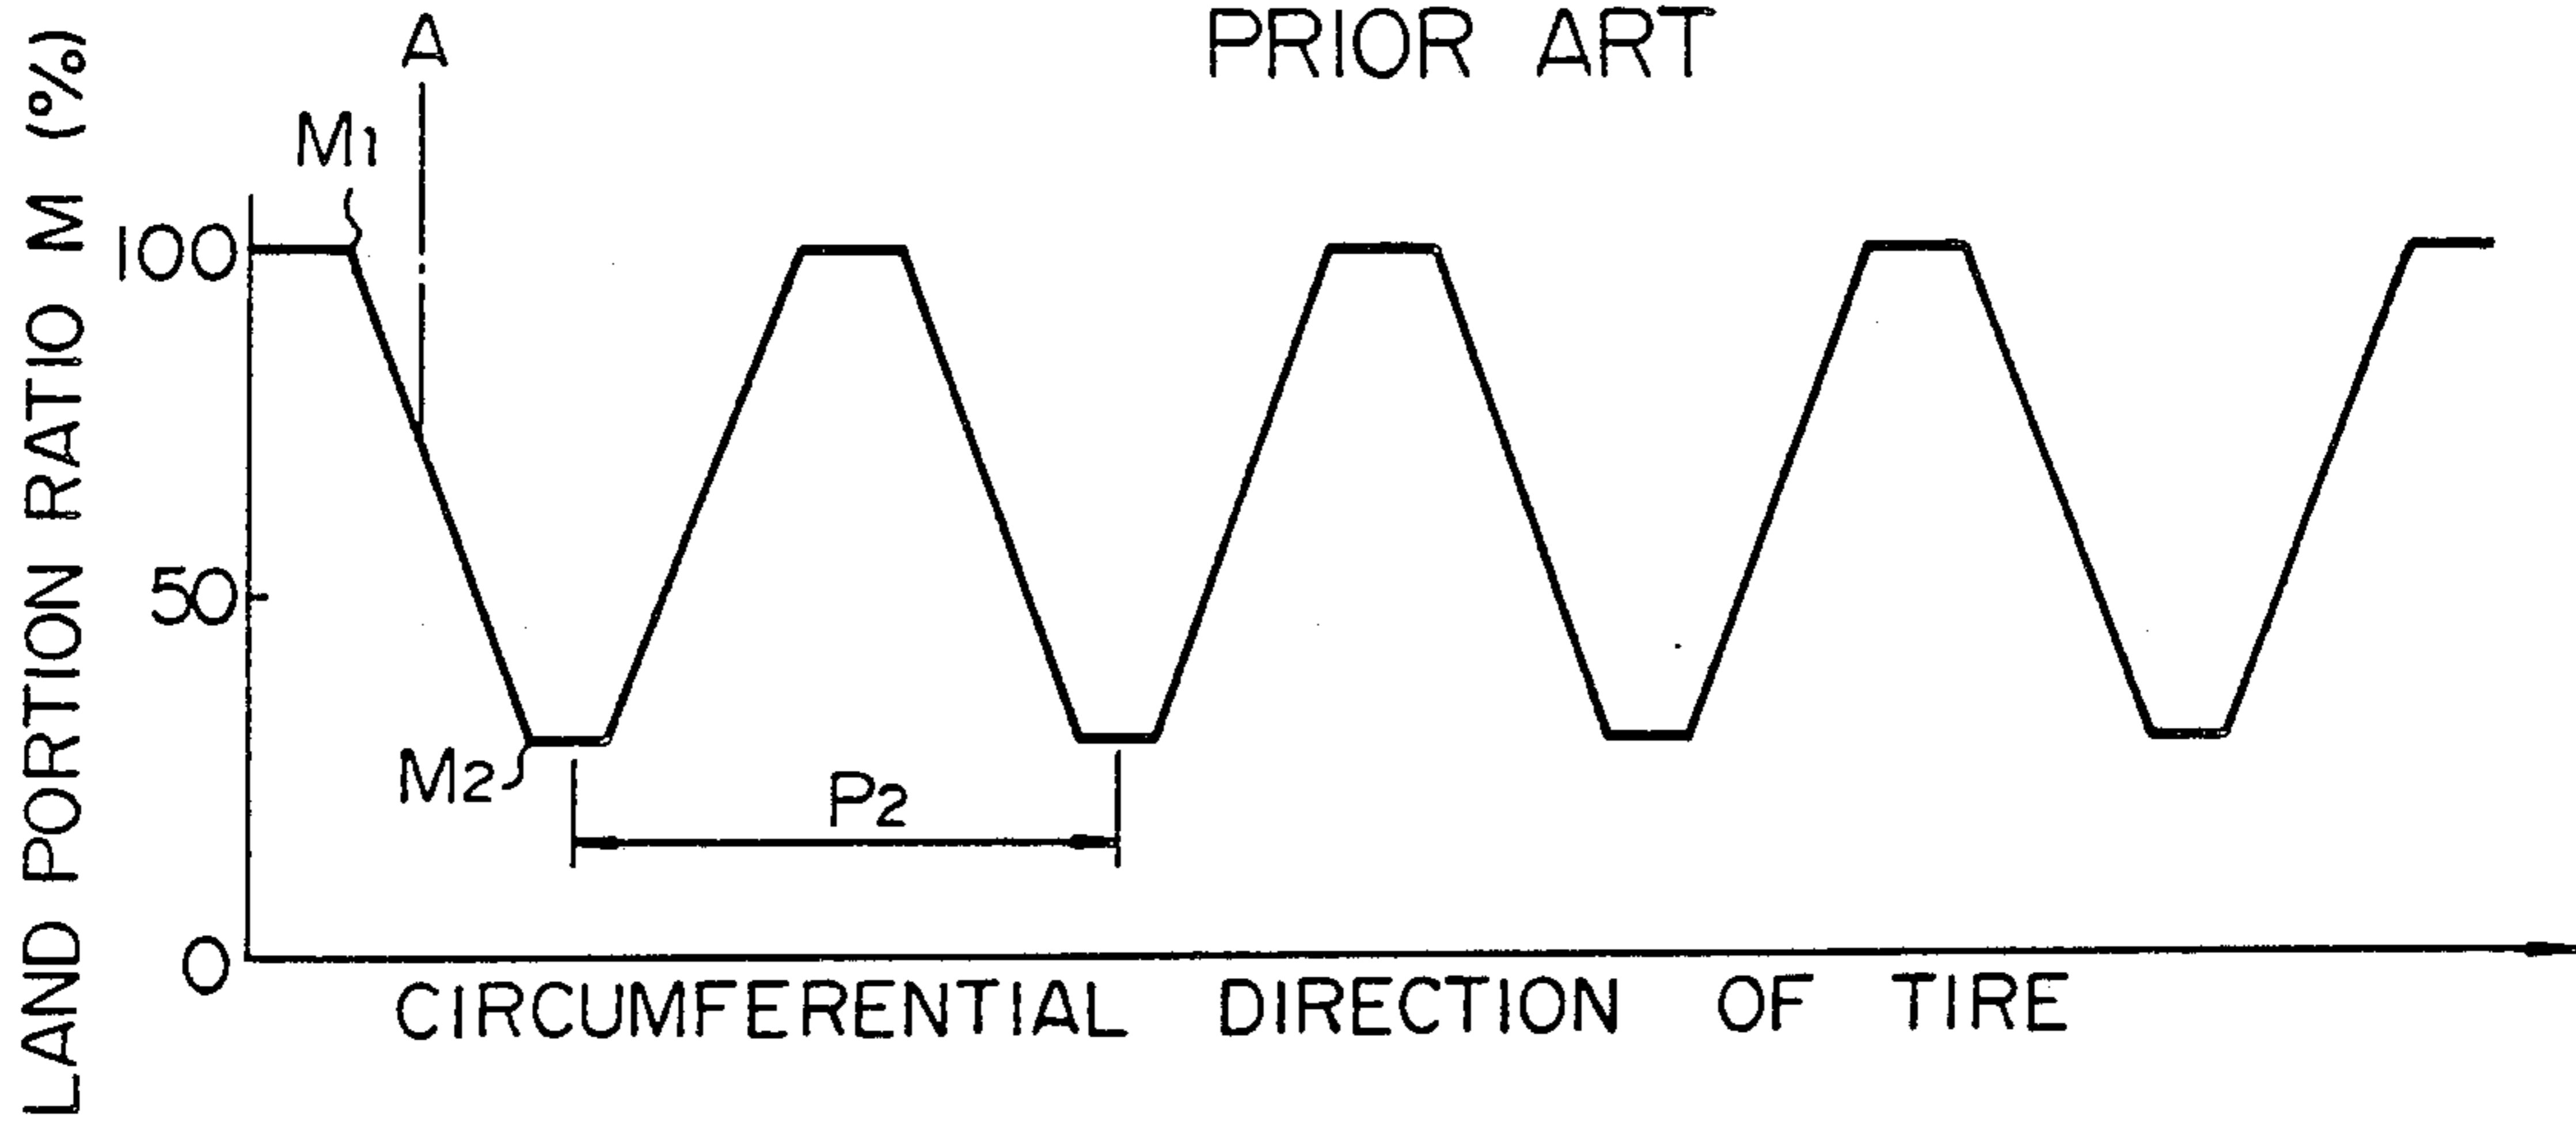 PRIOR ART
A
M1
LAND PORTION RATIO M (%)
100
50
0
M2
P2
CIRCUMFERENTIAL DIRECTION OF TIRE